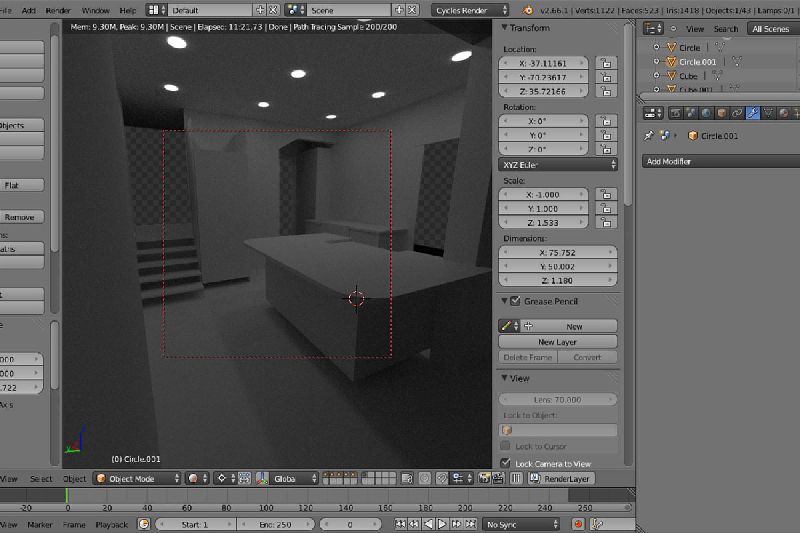 File Add Render Window Help Default Scene Cycles Render v2.66.1 | Verts:1122 | Faces:523 | Tris:1418 | Objects:1/43 | Lamps:0/1
Mem: 9.30M, Peak: 9.30M | Scene | Elapsed: 11:21.73 | Done | Path Tracing Sample 200/200
Transform
View Search All Scenes
Location:
Circle
X: -37.11161
Circle.001
Y: -70.23617
Cube
Z: 35.72166
Cube.001
Rotation:
X: 0°
Objects
Y: 0°
Z: 0°
Circle.001
XYZ Euler
Add Modifier
Scale:
Flat
X: -1.000
Y: 1.000
Remove
Z: 1.533
ns:
Dimensions:
aths
X: 75.752
Y: 50.002
Z: 1.180
t
Grease Pencil
e
New
New Layer
.000
Delete Frame Convert
.000
View
.722
Lens: 70.000
Axis
Lock to Object:
Lock to Cursor
(0) Circle.001
Lock Camera to View
View Select Object Object Mode Global RenderLayer
-20 0 20 40 60 80 100 120 140 160 180 200 220 240 260
View Marker Frame Playback Start: 1 End: 250 0 No Sync